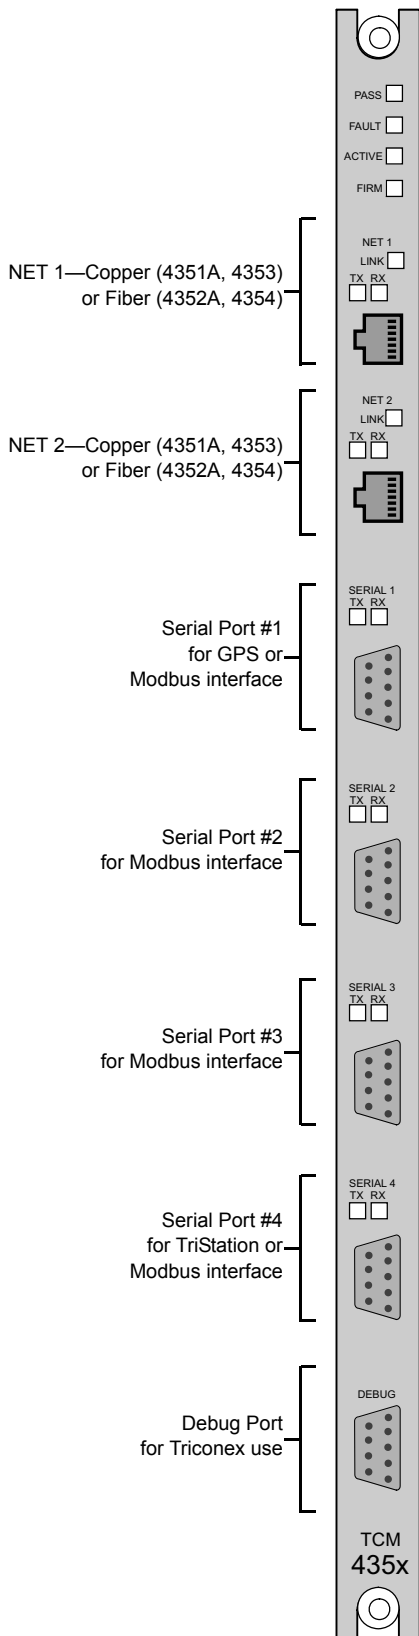 PASS
FAULT
ACTIVE
FIRM
NET 1—Copper (4351A, 4353)
or Fiber (4352A, 4354)
NET 1
LINK
TX RX
NET 2—Copper (4351A, 4353)
or Fiber (4352A, 4354)
NET 2
LINK
TX RX
Serial Port #1
for GPS or
Modbus interface
SERIAL 1
TX RX
Serial Port #2
for Modbus interface
SERIAL 2
TX RX
Serial Port #3
for Modbus interface
SERIAL 3
TX RX
Serial Port #4
for TriStation or
Modbus interface
SERIAL 4
TX RX
Debug Port
for Triconex use
DEBUG
TCM
435x